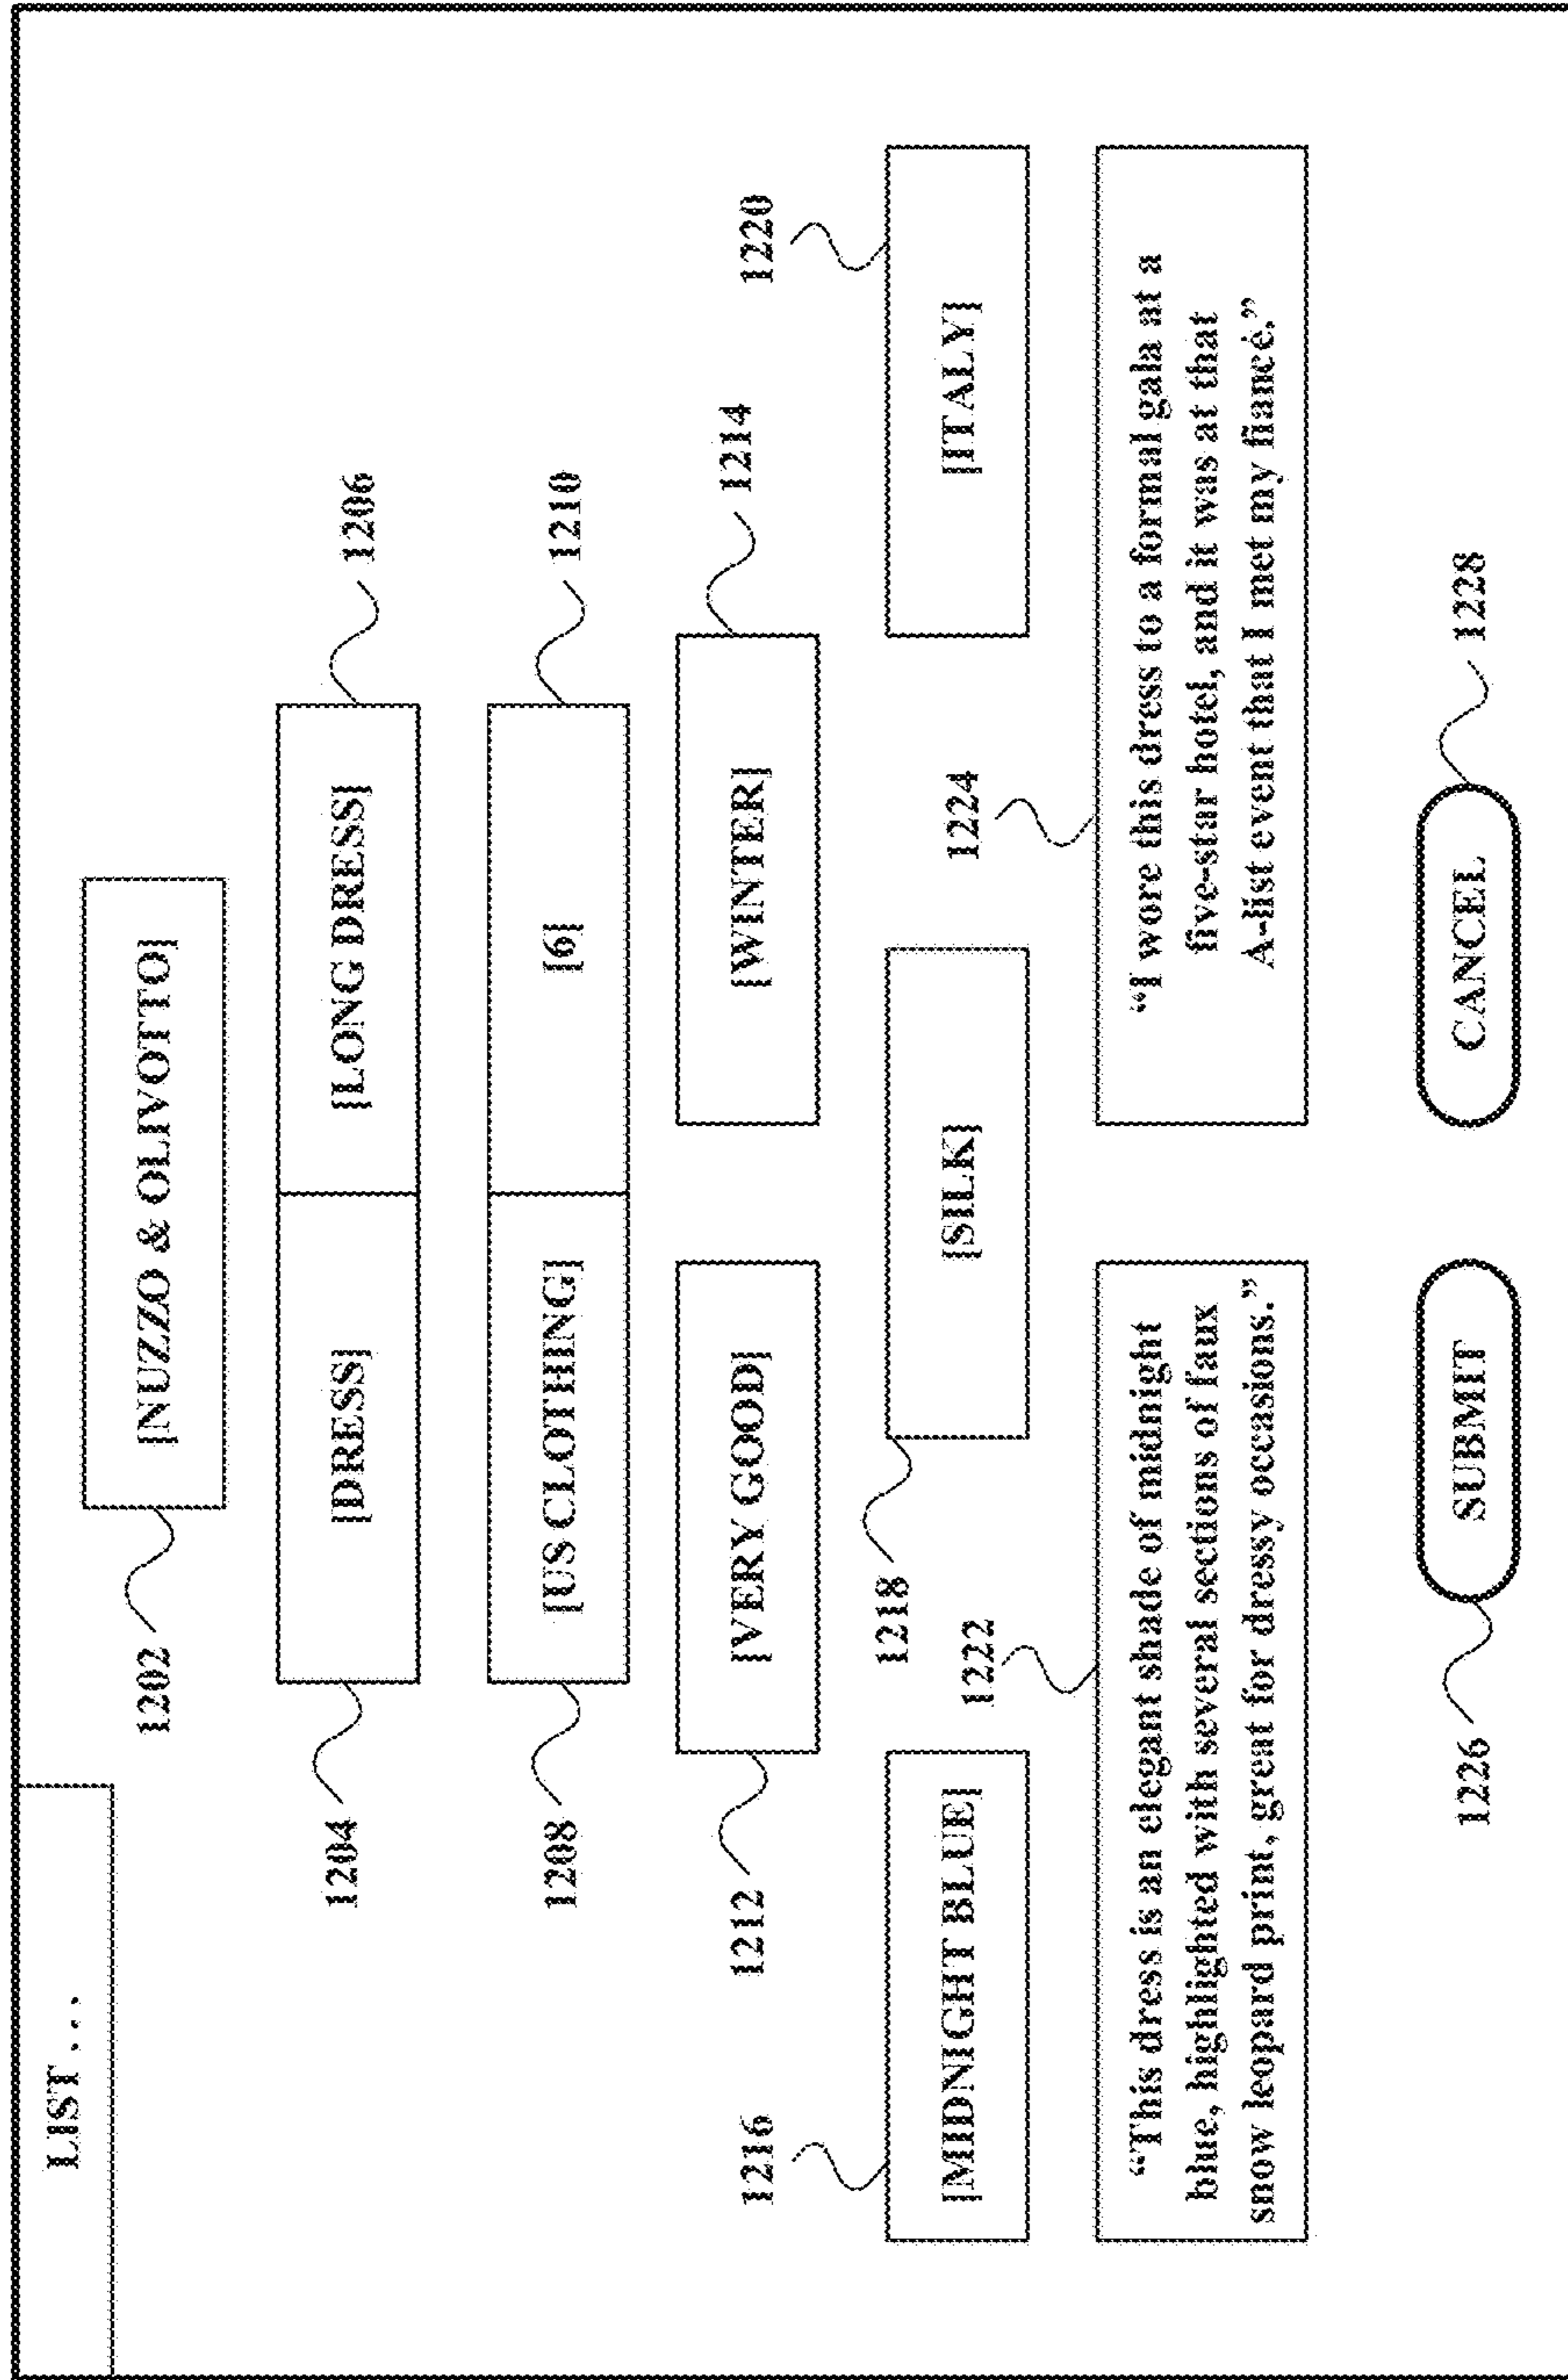 LIST...
1202
[NUZZO & OLIVOTTO]
1204
[DRESS]
[LONG DRESS]
1206
1208
[US CLOTHING]
[6]
1210
1212
[VERY GOOD]
[WINTER]
1214
1216
[MIDNIGHT BLUE]
1218
[SILK]
1220
[ITALY]
1222
“This dress is an elegant shade of midnight
blue, highlighted with several sections of faux
snow leopard print, great for dressy occasions.”
1224
“I wore this dress to a formal gala at a
five-star hotel, and it was at that
A-list event that I met my fiancé.”
1226
SUBMIT
CANCEL
1228